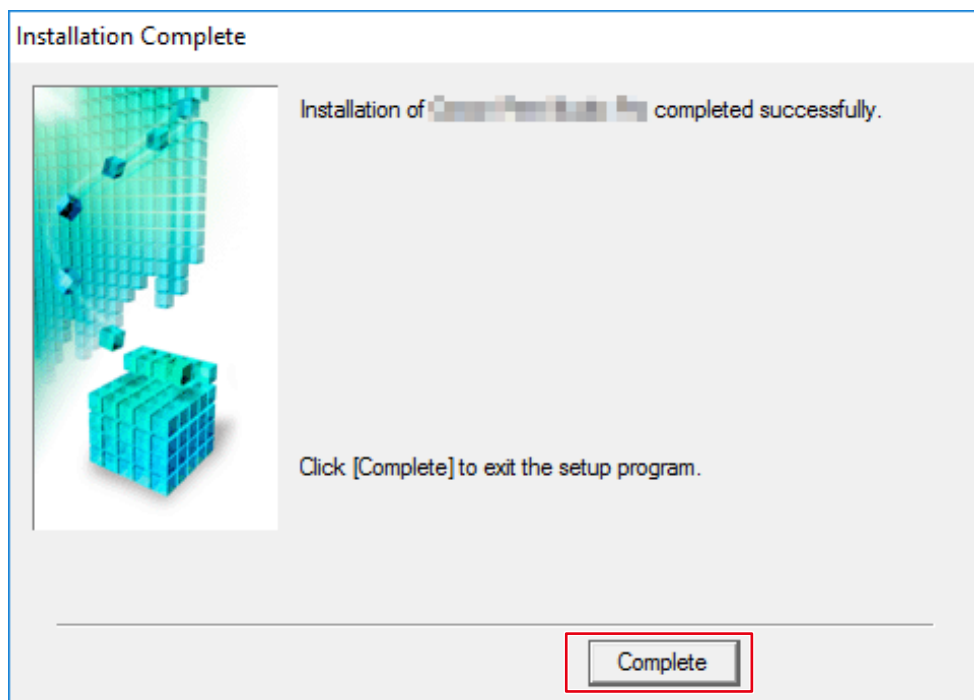 Installation Complete
Installation of completed successfully.
Click [Complete] to exit the setup program.
Complete